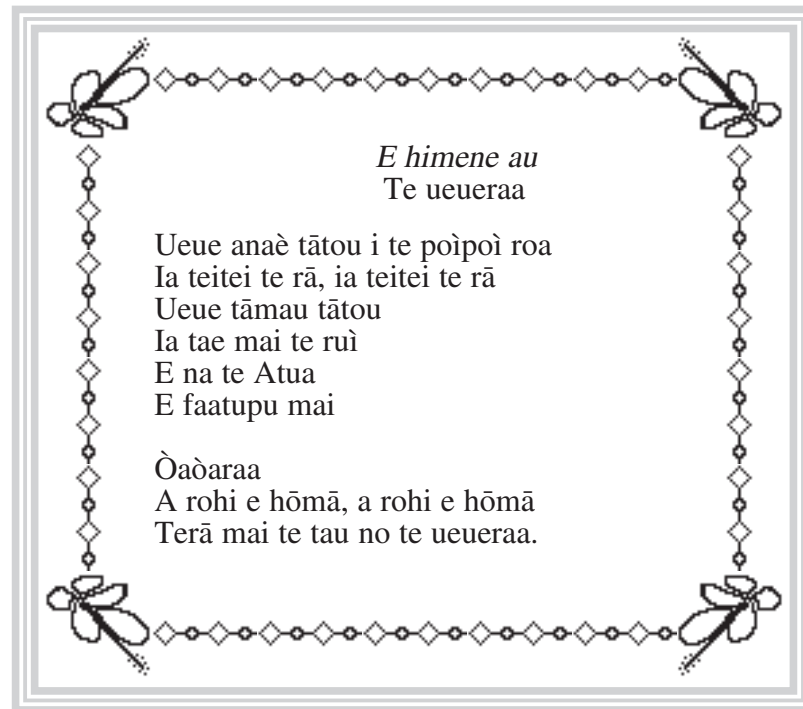 E himene au
Te ueueraa
Ueue anaè tātou i te poìpoì roa
Ia teitei te rā, ia teitei te rā
Ueue tāmau tātou
Ia tae mai te ruì
E na te Atua
E faatupu mai
Òaòaraa
A rohi e hōmā, a rohi e hōmā
Terā mai te tau no te ueueraa.